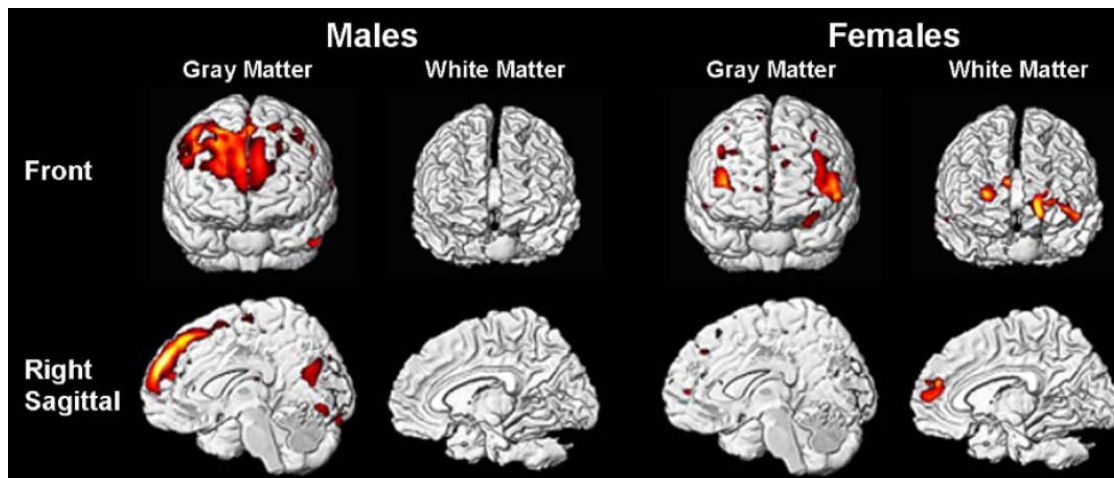 Males Females
Gray Matter White Matter Gray Matter White Matter
Front
Right
Sagittal